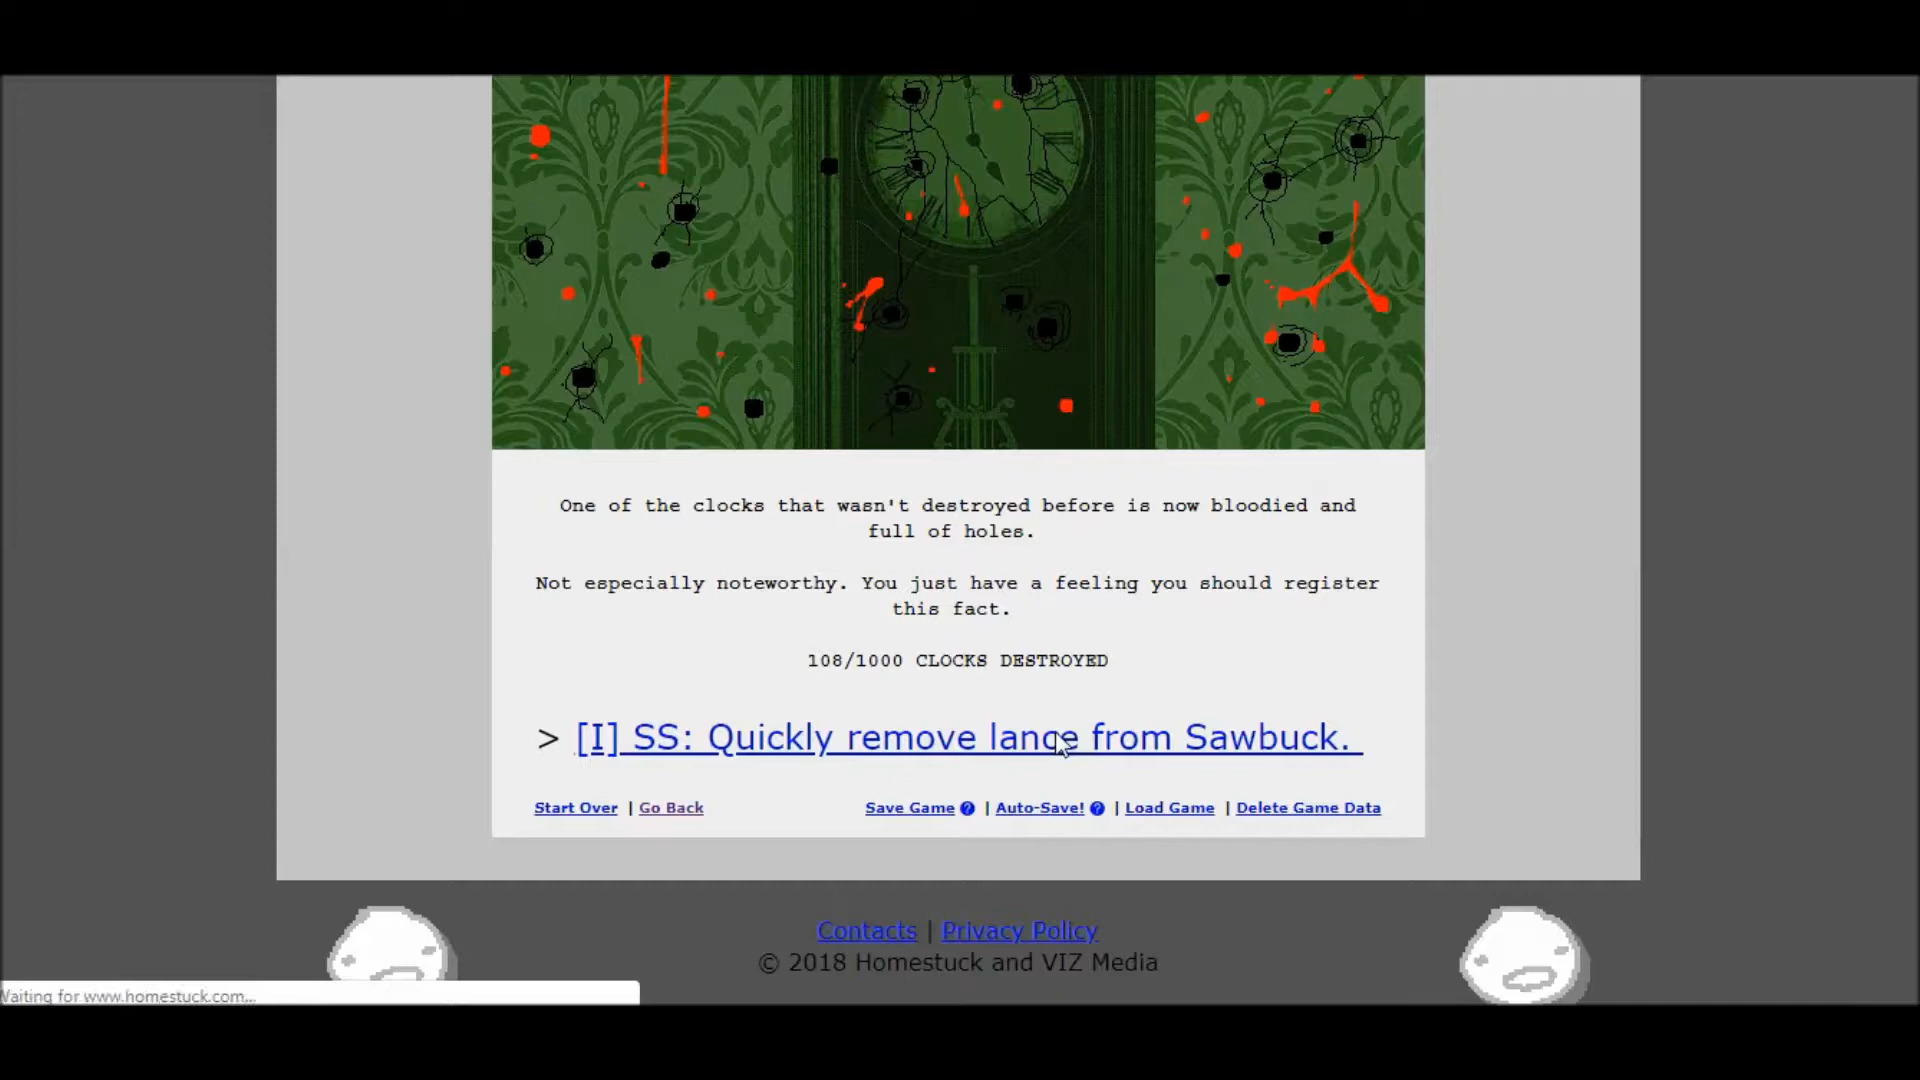 One of the clocks that wasn't destroyed before is now bloodied and
full of holes.
Not especially noteworthy. You just have a feeling you should register
this fact.
108/1000 CLOCKS DESTROYED
> [I] SS: Quickly remove lance from Sawbuck.
Start Over | Go Back Save Game ? | Auto-Save! ? | Load Game | Delete Game Data
Contacts | Privacy Policy
© 2018 Homestuck and VIZ Media
Waiting for www.homestuck.com...